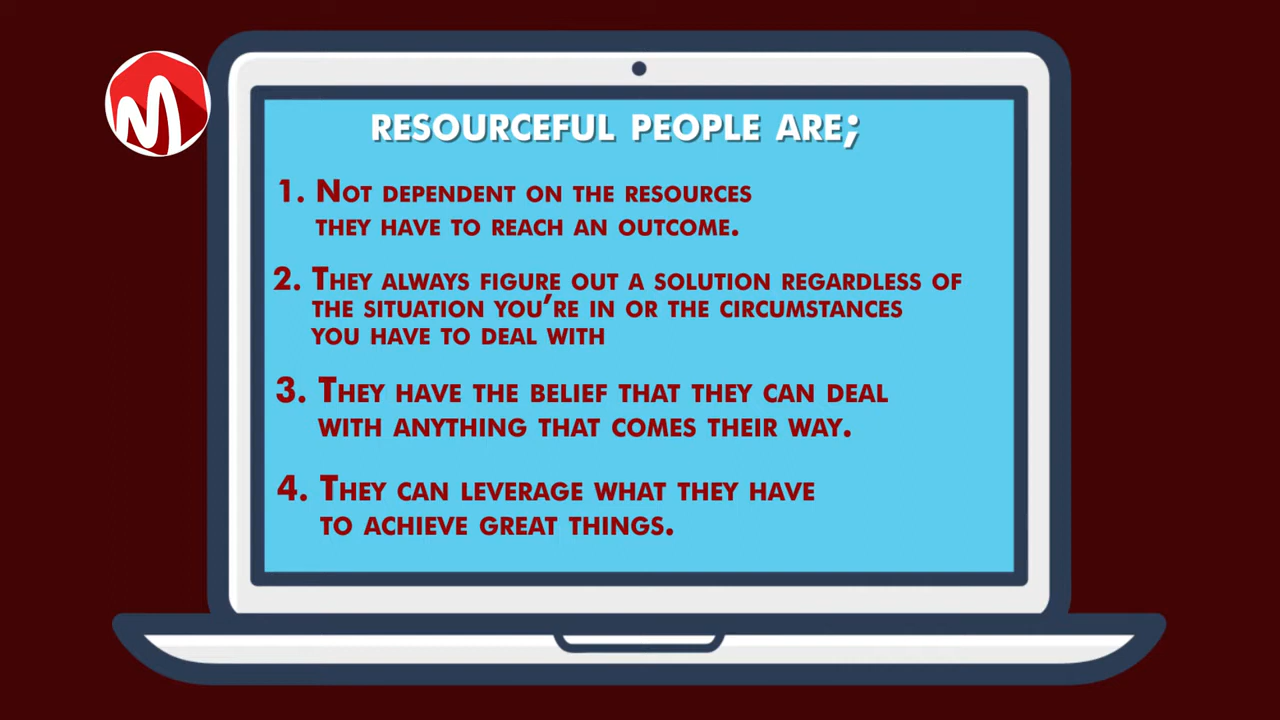 RESOURCEFUL PEOPLE ARE;
1. NOT DEPENDENT ON THE RESOURCES
THEY HAVE TO REACH AN OUTCOME.
2. THEY ALWAYS FIGURE OUT A SOLUTION REGARDLESS OF
THE SITUATION YOU'RE IN OR THE CIRCUMSTANCES
YOU HAVE TO DEAL WITH
3. THEY HAVE THE BELIEF THAT THEY CAN DEAL
WITH ANYTHING THAT COMES THEIR WAY.
4. THEY CAN LEVERAGE WHAT THEY HAVE
TO ACHIEVE GREAT THINGS.